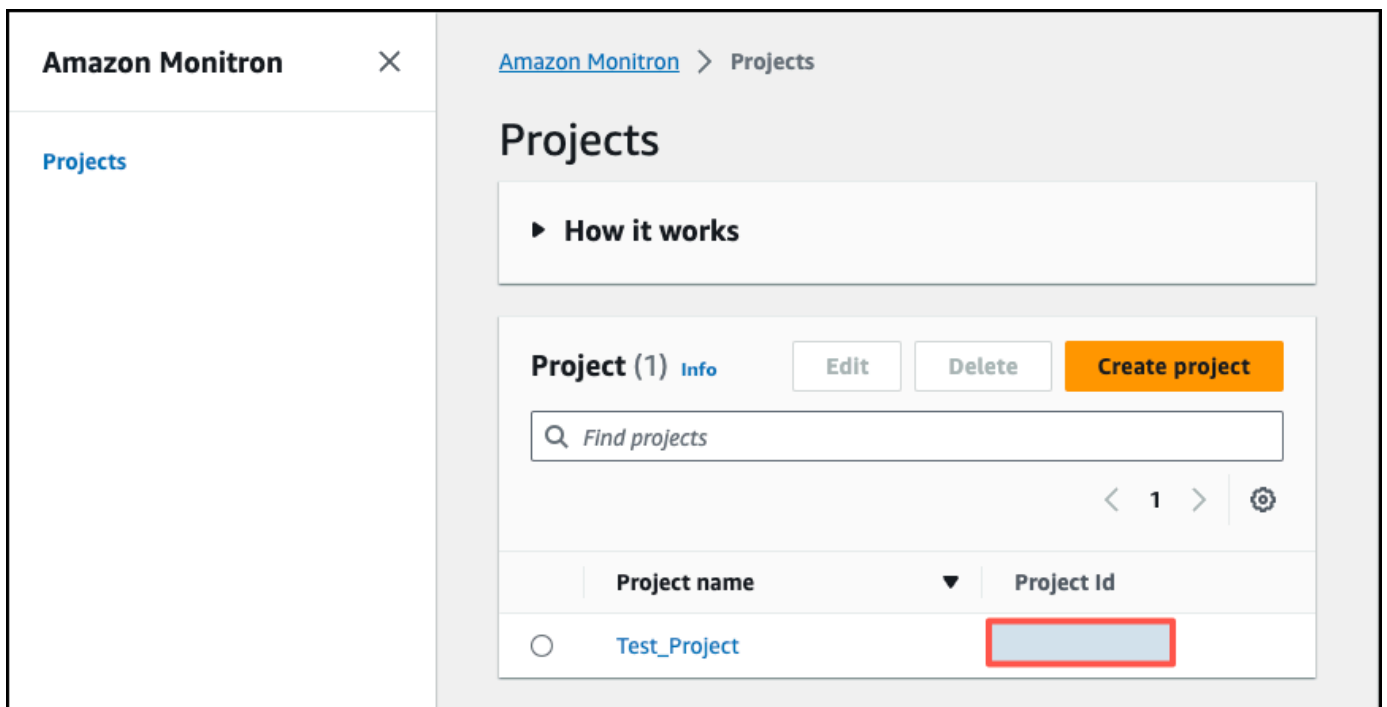 Amazon Monitron
Projects
Amazon Monitron > Projects
Projects
How it works
Project (1) Info Edit Delete Create project
Find projects
1
Project name Project Id
Test_Project